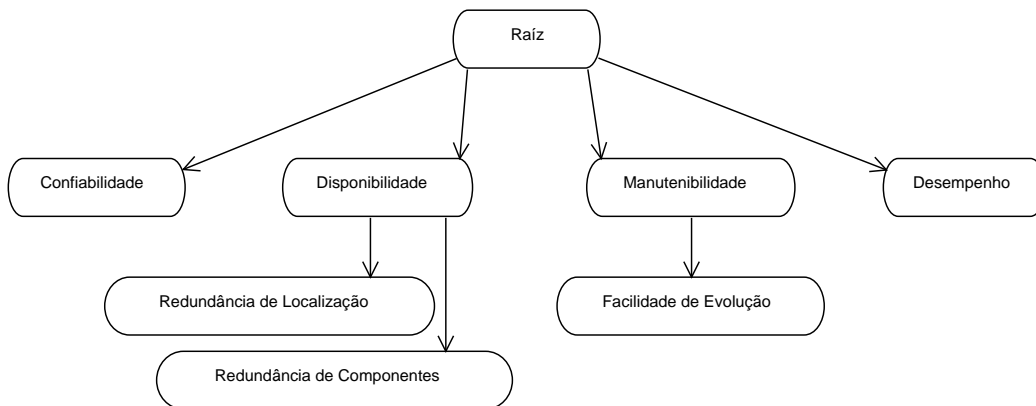 Raíz
Confiabilidade
Disponibilidade
Manutenibilidade
Desempenho
Redundância de Localização
Facilidade de Evolução
Redundância de Componentes